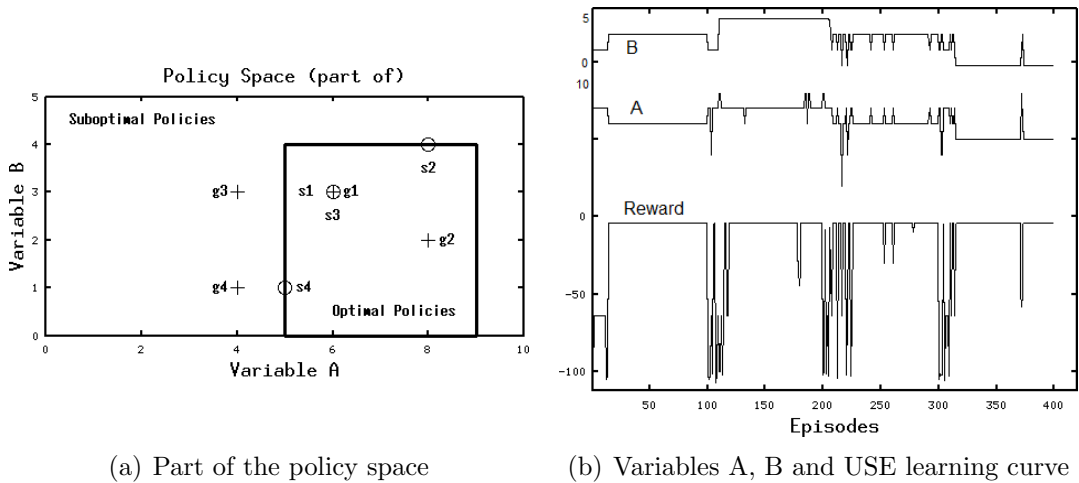 Policy Space (part of)
5
4
3
2
1
0
Variable B
Suboptimal Policies
s2
g3
s1
g1
s3
g2
g4
s4
Optimal Policies
0
2
4
6
8
10
Variable A
(a) Part of the policy space
5
B
0
10
A
Reward
0
-50
-100
50
100
150
200
250
300
350
400
Episodes
(b) Variables A, B and USE learning curve